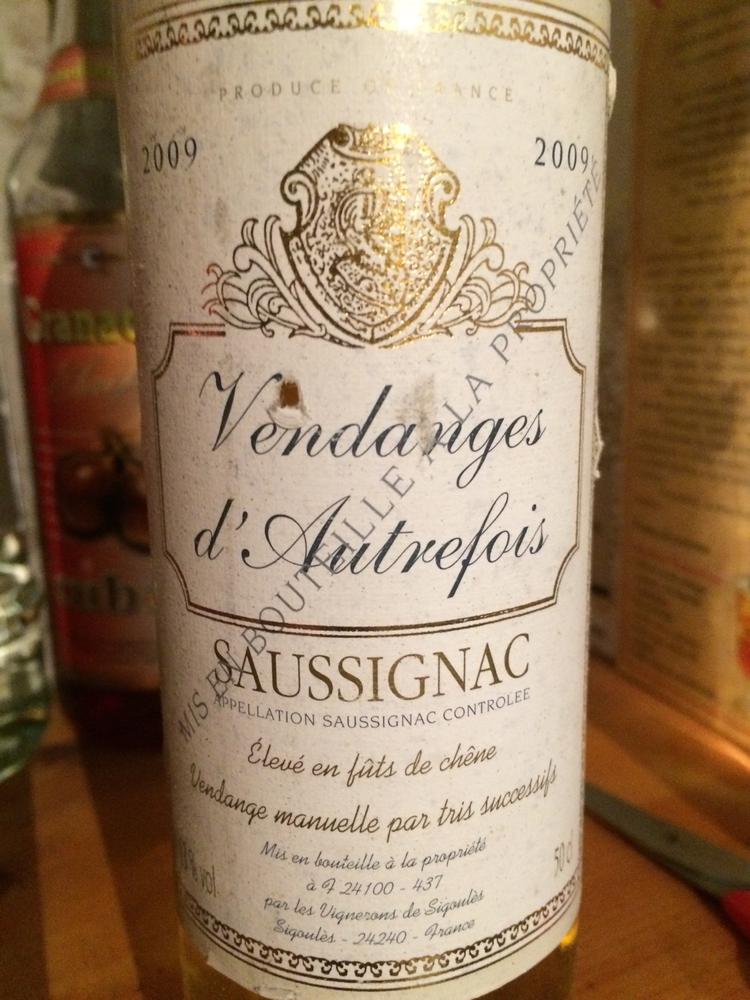 PRODUCE OF FRANCE
2009
2009
Vendanges
d'Autrefois
MIS EN BOUTEILLE A LA PROPRIÉTÉ
SAUSSIGNAC
APPELLATION SAUSSIGNAC CONTROLEE
Élevé en fûts de chêne
Vendange manuelle par tris successifs
Mis en bouteille à la propriété
à F 24100 - 437
par les Vignerons de Sigoulès
Sigoulès - 24240 - France
% vol
50 cl
Grana